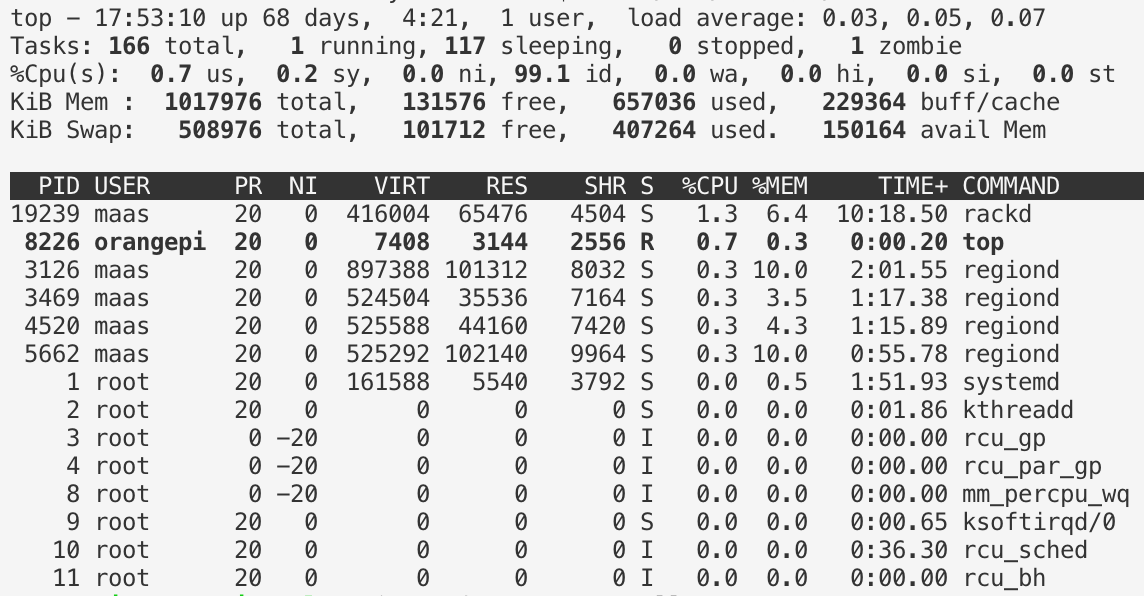 top - 17:53:10 up 68 days,  4:21,  1 user,  load average: 0.03, 0.05, 0.07
Tasks: 166 total,   1 running, 117 sleeping,   0 stopped,   1 zombie
%Cpu(s):  0.7 us,  0.2 sy,  0.0 ni, 99.1 id,  0.0 wa,  0.0 hi,  0.0 si,  0.0 st
KiB Mem :  1017976 total,   131576 free,   657036 used,   229364 buff/cache
KiB Swap:   508976 total,   101712 free,   407264 used.   150164 avail Mem
  PID USER      PR  NI    VIRT    RES    SHR S  %CPU %MEM     TIME+ COMMAND
19239 maas      20   0  416004  65476   4504 S   1.3  6.4  10:18.50 rackd
 8226 orangepi  20   0    7408   3144   2556 R   0.7  0.3   0:00.20 top
 3126 maas      20   0  897388 101312   8032 S   0.3 10.0   2:01.55 regiond
 3469 maas      20   0  524504  35536   7164 S   0.3  3.5   1:17.38 regiond
 4520 maas      20   0  525588  44160   7420 S   0.3  4.3   1:15.89 regiond
 5662 maas      20   0  525292 102140   9964 S   0.3 10.0   0:55.78 regiond
    1 root      20   0  161588   5540   3792 S   0.0  0.5   1:51.93 systemd
    2 root      20   0       0      0      0 S   0.0  0.0   0:01.86 kthreadd
    3 root       0 -20       0      0      0 I   0.0  0.0   0:00.00 rcu_gp
    4 root       0 -20       0      0      0 I   0.0  0.0   0:00.00 rcu_par_gp
    8 root       0 -20       0      0      0 I   0.0  0.0   0:00.00 mm_percpu_wq
    9 root      20   0       0      0      0 S   0.0  0.0   0:00.65 ksoftirqd/0
   10 root      20   0       0      0      0 I   0.0  0.0   0:36.30 rcu_sched
   11 root      20   0       0      0      0 I   0.0  0.0   0:00.00 rcu_bh